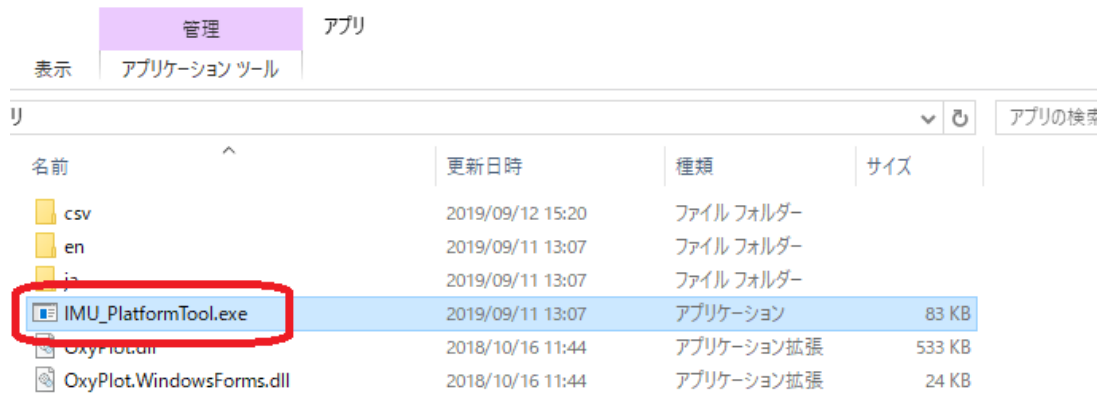 管理 アプリ
表示 アプリケーション ツール
リ アプリの検索
名前 更新日時 種類 サイズ
csv 2019/09/12 15:20 ファイル フォルダー
en 2019/09/11 13:07 ファイル フォルダー
ja 2019/09/11 13:07 ファイル フォルダー
IMU_PlatformTool.exe 2019/09/11 13:07 アプリケーション 83 KB
OxyPlot.dll 2018/10/16 11:44 アプリケーション拡張 533 KB
OxyPlot.WindowsForms.dll 2018/10/16 11:44 アプリケーション拡張 24 KB